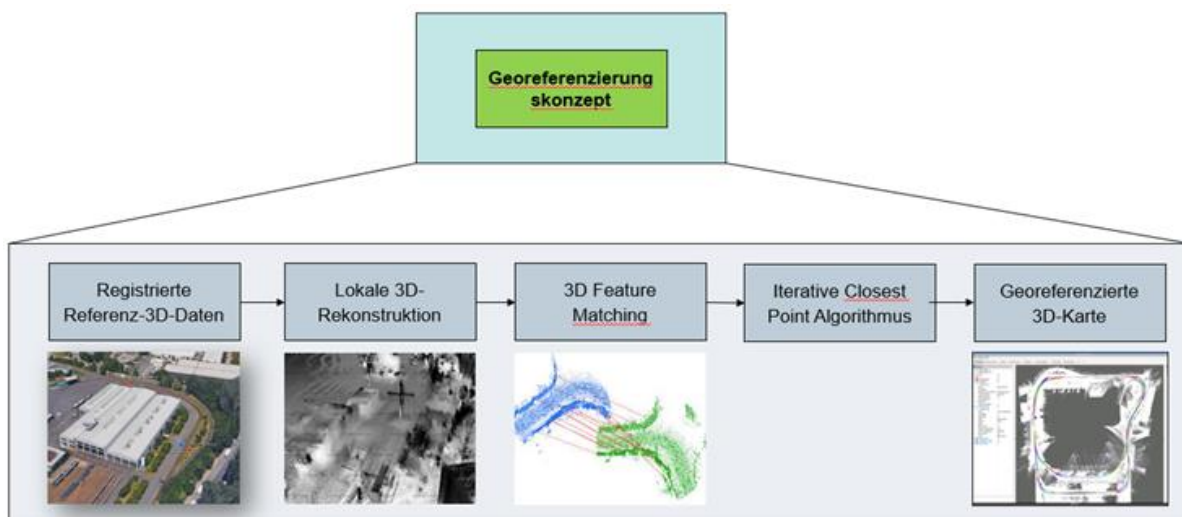 Georeferenzierung
skonzept
Registrierte
Referenz-3D-Daten
Lokale 3D-
Rekonstruktion
3D Feature
Matching
Iterative Closest
Point Algorithmus
Georeferenzierte
3D-Karte